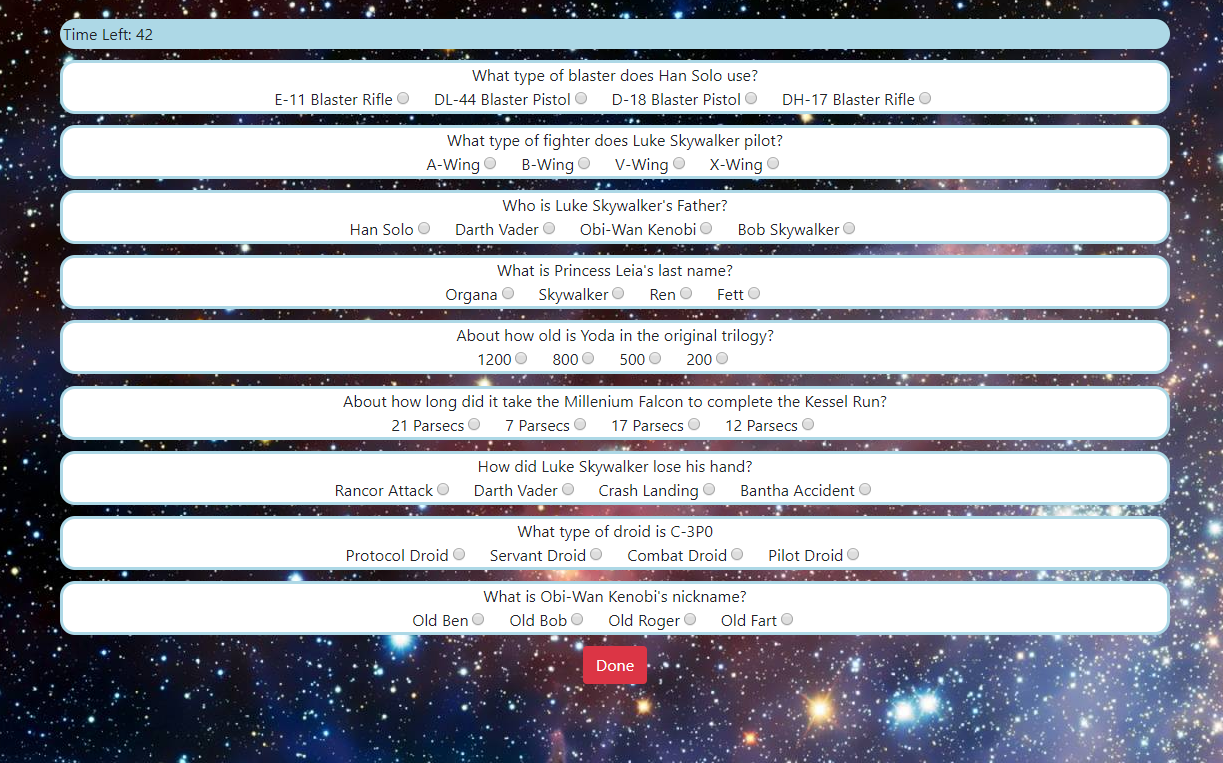 Time Left: 42
What type of blaster does Han Solo use?
E-11 Blaster Rifle DL-44 Blaster Pistol D-18 Blaster Pistol DH-17 Blaster Rifle
What type of fighter does Luke Skywalker pilot?
A-Wing B-Wing V-Wing X-Wing
Who is Luke Skywalker's Father?
Han Solo Darth Vader Obi-Wan Kenobi Bob Skywalker
What is Princess Leia's last name?
Organa Skywalker Ren Fett
About how old is Yoda in the original trilogy?
1200 800 500 200
About how long did it take the Millenium Falcon to complete the Kessel Run?
21 Parsecs 7 Parsecs 17 Parsecs 12 Parsecs
How did Luke Skywalker lose his hand?
Rancor Attack Darth Vader Crash Landing Bantha Accident
What type of droid is C-3P0
Protocol Droid Servant Droid Combat Droid Pilot Droid
What is Obi-Wan Kenobi's nickname?
Old Ben Old Bob Old Roger Old Fart
Done